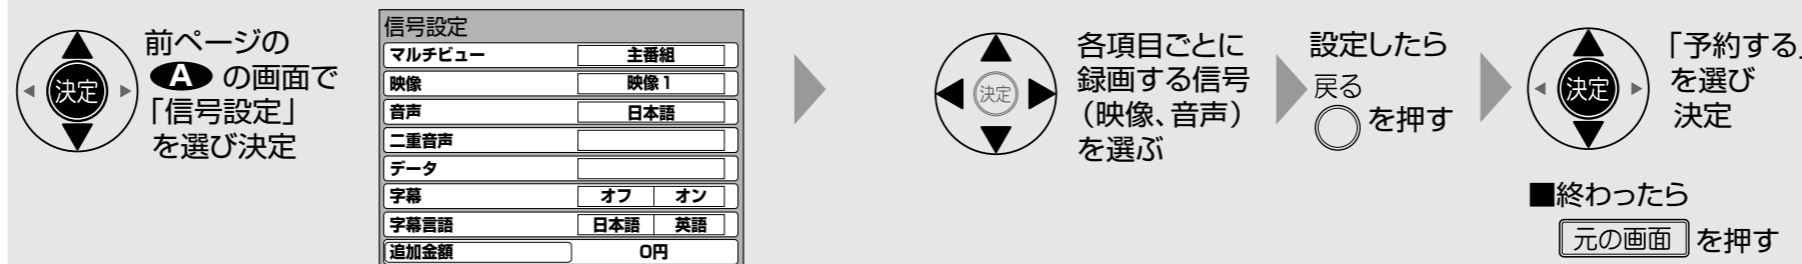 決定
前ページの
A の画面で
「信号設定」
を選び決定
信号設定
マルチビュー 主番組
映像 映像1
音声 日本語
二重音声
データ
字幕 オフ オン
字幕言語 日本語 英語
追加金額 0円
決定
各項目ごとに
録画する信号
(映像、音声)
を選ぶ
設定したら
戻る
を押す
決定
「予約する」
を選び
決定
■終わったら
元の画面 を押す